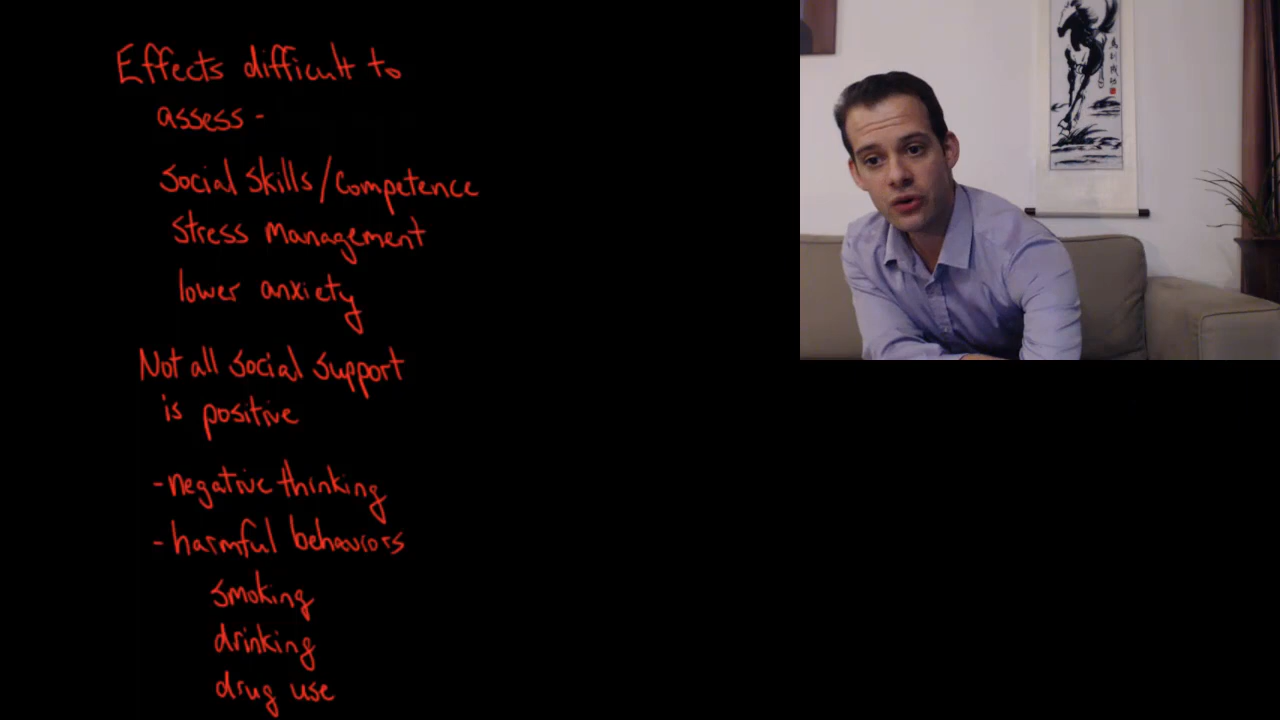 Effects difficult to
assess -
Social Skills/Competence
Stress Management
lower anxiety
Not all social support
is positive
- negative thinking
- harmful behaviors
smoking
drinking
drug use